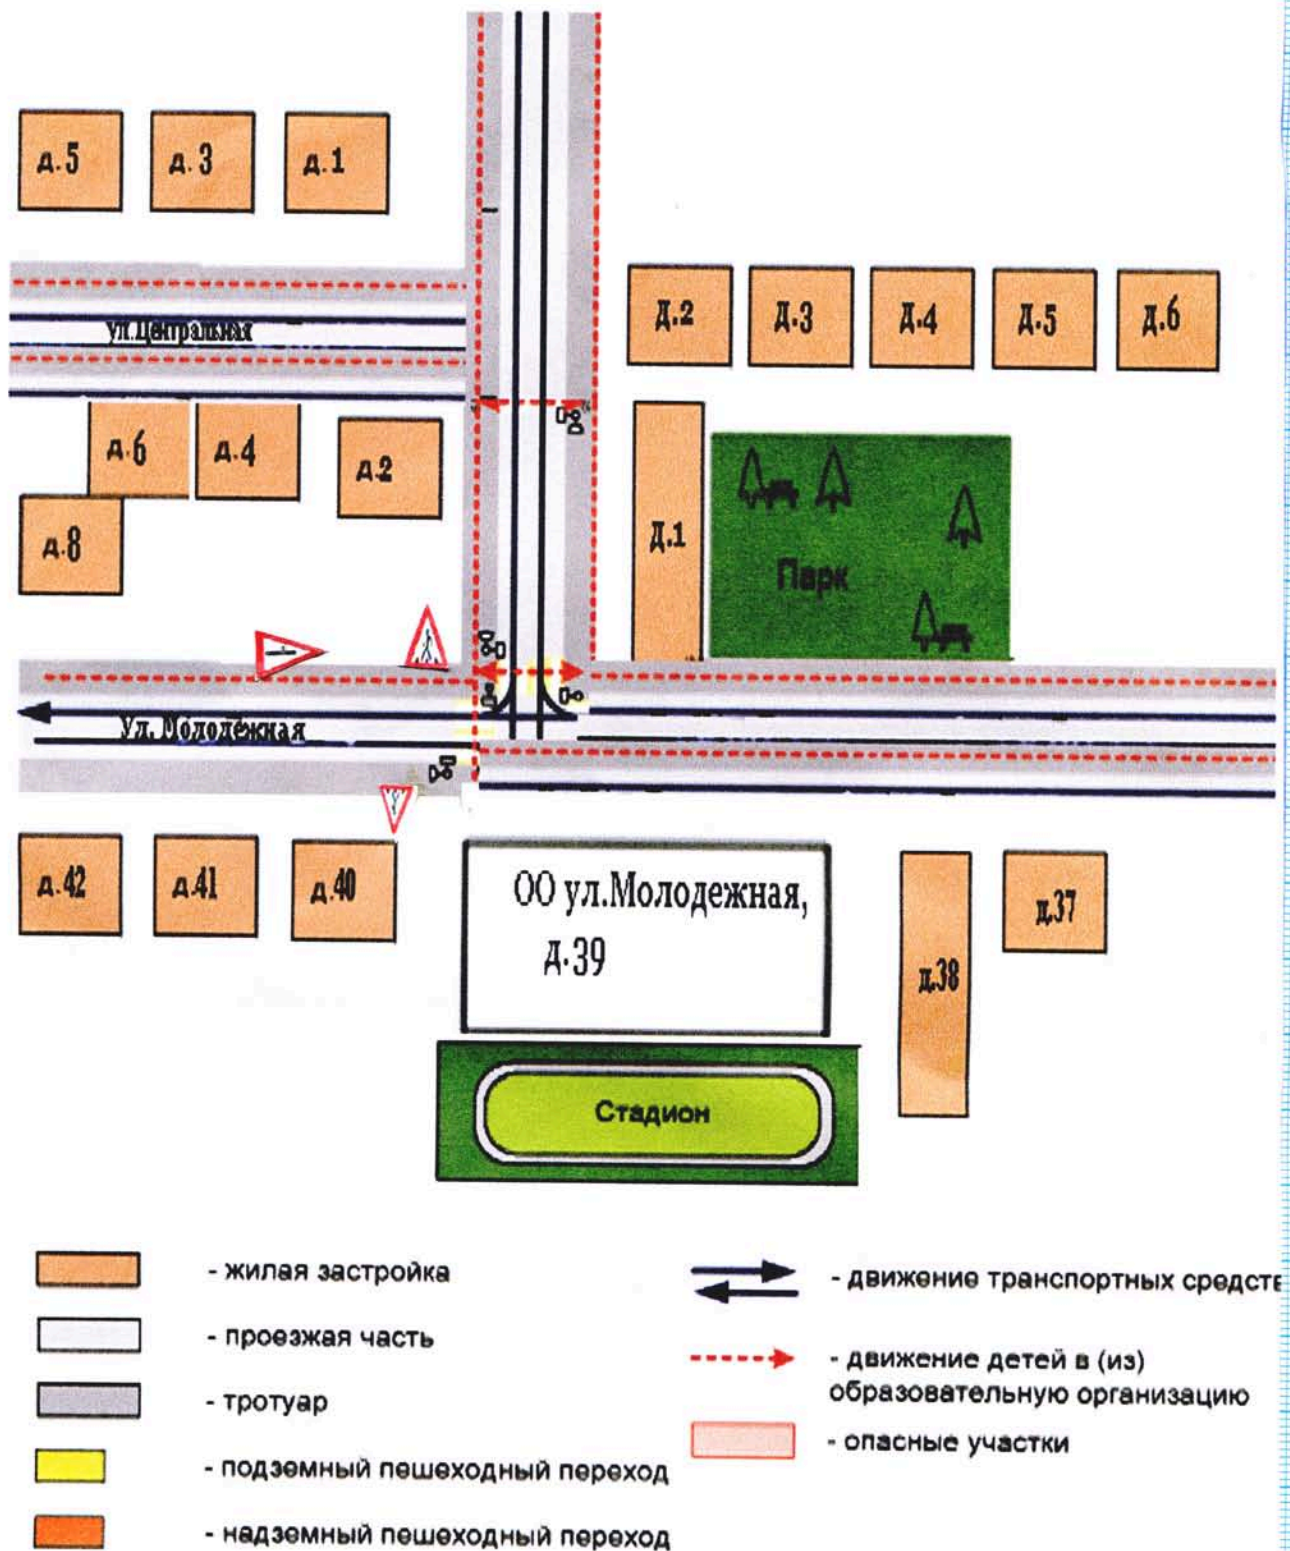 д.5
д.3
д.1
ул.Центральная
Д.2
Д.3
Д.4
Д.5
Д.6
д.6
д.4
д.2
д.8
Д.1
Парк
Ул. Молодёжная
д.42
д.41
д.40
ОО ул.Молодежная,
д.39
д.38
д.37
Стадион
- жилая застройка
- проезжая часть
- тротуар
- подземный пешеходный переход
- надземный пешеходный переход
- движение транспортных средств
- движение детей в (из)
образовательную организацию
- опасные участки